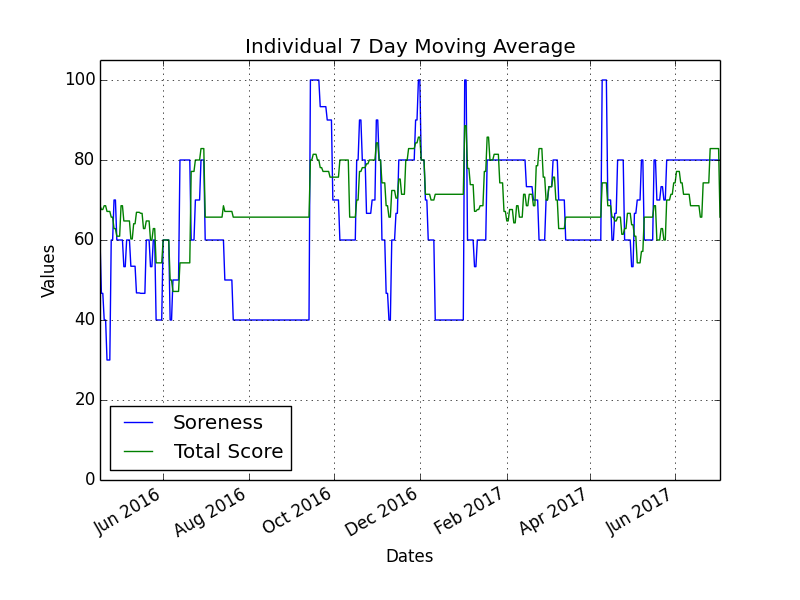 Individual 7 Day Moving Average
100
80
60
40
20
0
Values
Soreness
Total Score
Jun 2016
Aug 2016
Oct 2016
Dec 2016
Feb 2017
Apr 2017
Jun 2017
Dates